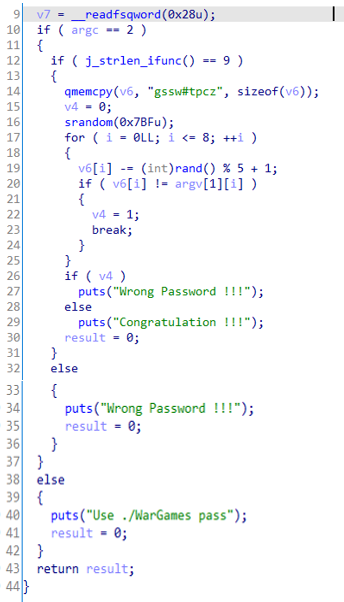 9 v7 = __readfsqword(0x28u);
10 if ( argc == 2 )
11 {
12 if ( j_strlen_ifunc() == 9 )
13 {
14 qmemcpy(v6, "gssw#tpcz", sizeof(v6));
15 v4 = 0;
16 srandom(0x7BFu);
17 for ( i = 0LL; i <= 8; ++i )
18 {
19 v6[i] -= (int)rand() % 5 + 1;
20 if ( v6[i] != argv[1][i] )
21 {
22 v4 = 1;
23 break;
24 }
25 }
26 if ( v4 )
27 puts("Wrong Password !!!");
28 else
29 puts("Congratulation !!!");
30 result = 0;
31 }
32 else
33 {
34 puts("Wrong Password !!!");
35 result = 0;
36 }
37 }
38 else
39 {
40 puts("Use ./WarGames pass");
41 result = 0;
42 }
43 return result;
44 }